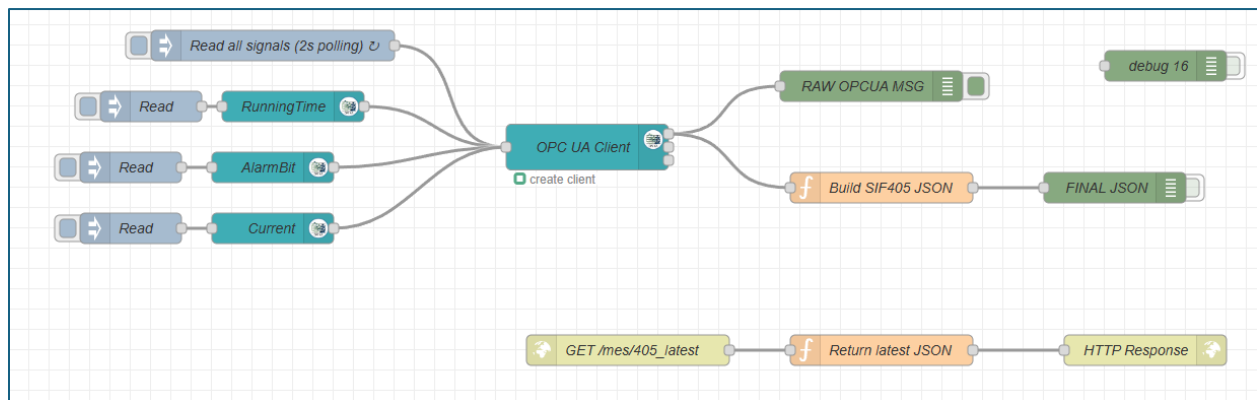 Read all signals (2s polling) ↻
debug 16
RAW OPCUA MSG
Read
RunningTime
OPC UA Client
create client
Read
AlarmBit
Build SIF405 JSON
FINAL JSON
Read
Current
GET /mes/405_latest
Return latest JSON
HTTP Response